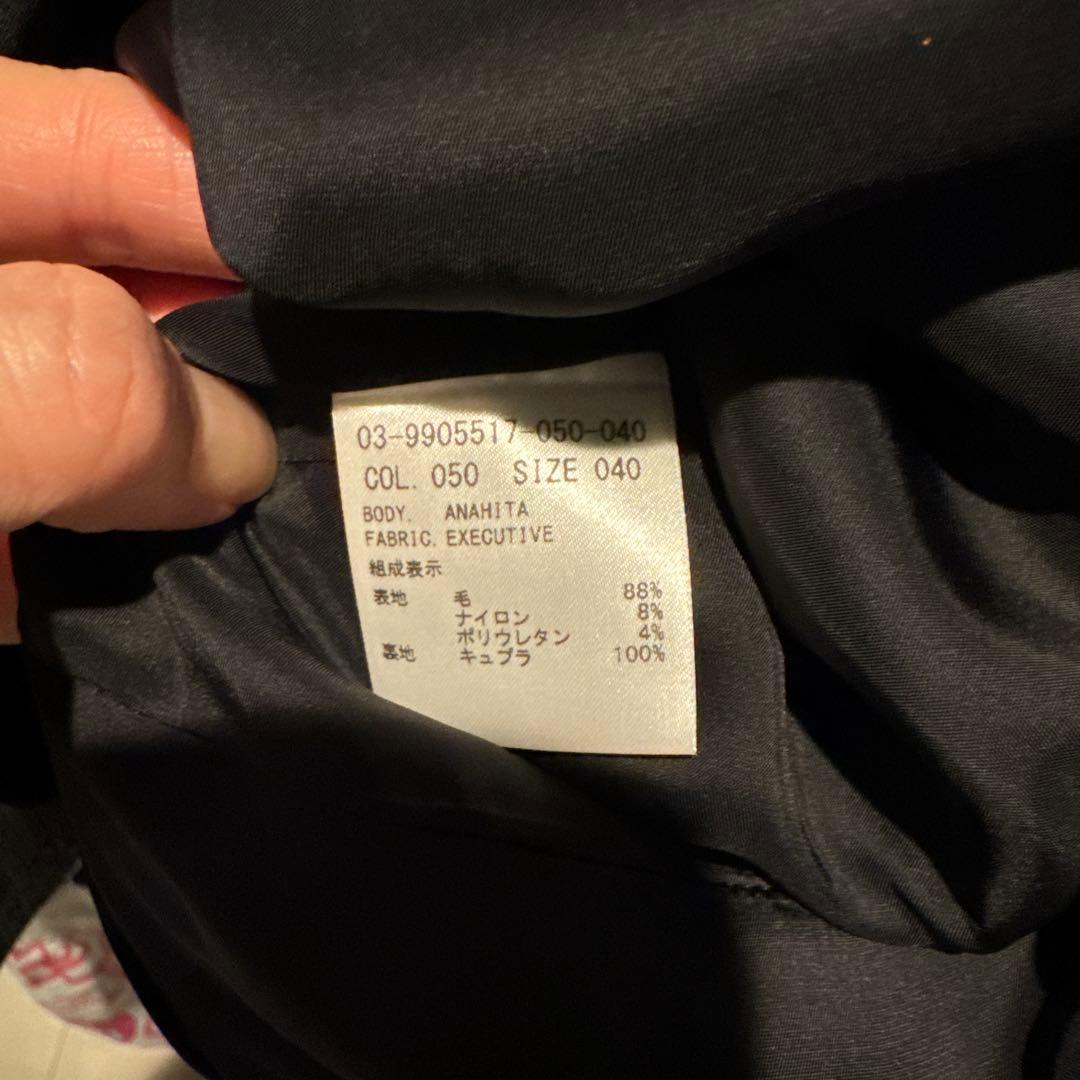 03-9905517-050-040
COL. 050 SIZE 040
BODY. ANAHITA
FABRIC. EXECUTIVE
組成表示
表地 毛 88%
ナイロン 8%
ポリウレタン 4%
裏地 キュプラ 100%